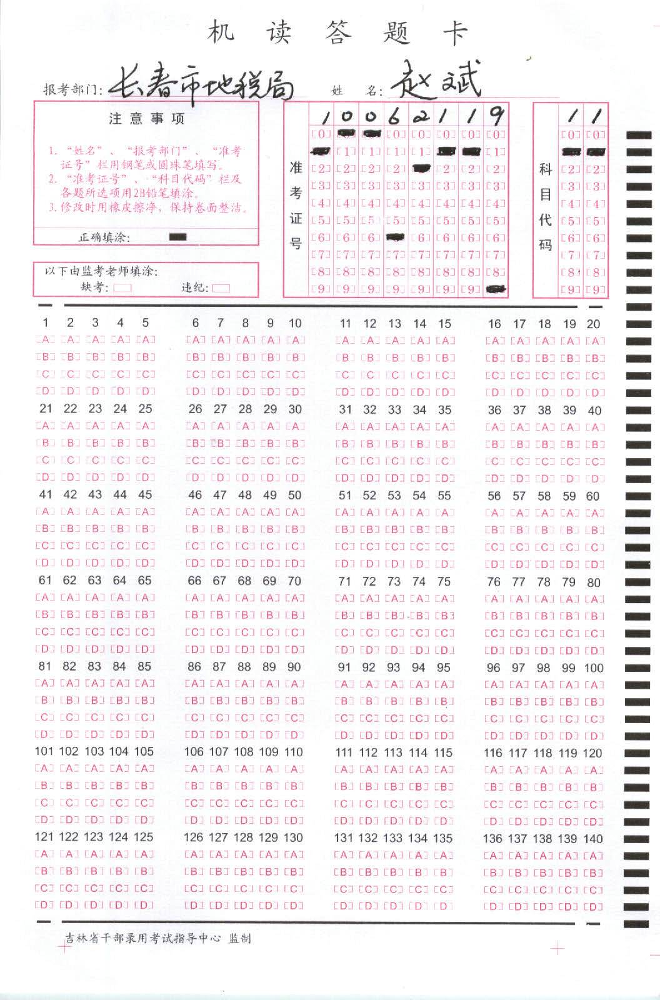 机读答题卡
报考部门: 长春市地税局 姓名: 赵斌
注意事项
1. “姓名”、“报考部门”、“准考
证号”栏用钢笔或圆珠笔填写。
2. “准考证号”、“科目代码”栏及
各题所选项用2B铅笔填涂。
3. 修改时用橡皮擦净, 保持卷面整洁。
正确填涂:
以下由监考老师填涂:
缺考: 违纪:
准考证号
1 0 0 6 2 1 1 9
[0] [0] [0] [0] [0] [0]
[1] [1] [1] [1] [1]
[2] [2] [2] [2] [2] [2] [2]
[3] [3] [3] [3] [3] [3] [3] [3]
[4] [4] [4] [4] [4] [4] [4] [4]
[5] [5] [5] [5] [5] [5] [5] [5]
[6] [6] [6] [6] [6] [6] [6]
[7] [7] [7] [7] [7] [7] [7] [7]
[8] [8] [8] [8] [8] [8] [8] [8]
[9] [9] [9] [9] [9] [9] [9]
科目代码
1 1
[0] [0]
[2] [2]
[3] [3]
[4] [4]
[5] [5]
[6] [6]
[7] [7]
[8] [8]
[9] [9]
1 2 3 4 5 6 7 8 9 10 11 12 13 14 15 16 17 18 19 20
[A] [A] [A] [A] [A] [A] [A] [A] [A] [A] [A] [A] [A] [A] [A] [A] [A] [A] [A] [A]
[B] [B] [B] [B] [B] [B] [B] [B] [B] [B] [B] [B] [B] [B] [B] [B] [B] [B] [B] [B]
[C] [C] [C] [C] [C] [C] [C] [C] [C] [C] [C] [C] [C] [C] [C] [C] [C] [C] [C] [C]
[D] [D] [D] [D] [D] [D] [D] [D] [D] [D] [D] [D] [D] [D] [D] [D] [D] [D] [D] [D]
21 22 23 24 25 26 27 28 29 30 31 32 33 34 35 36 37 38 39 40
[A] [A] [A] [A] [A] [A] [A] [A] [A] [A] [A] [A] [A] [A] [A] [A] [A] [A] [A] [A]
[B] [B] [B] [B] [B] [B] [B] [B] [B] [B] [B] [B] [B] [B] [B] [B] [B] [B] [B] [B]
[C] [C] [C] [C] [C] [C] [C] [C] [C] [C] [C] [C] [C] [C] [C] [C] [C] [C] [C] [C]
[D] [D] [D] [D] [D] [D] [D] [D] [D] [D] [D] [D] [D] [D] [D] [D] [D] [D] [D] [D]
41 42 43 44 45 46 47 48 49 50 51 52 53 54 55 56 57 58 59 60
[A] [A] [A] [A] [A] [A] [A] [A] [A] [A] [A] [A] [A] [A] [A] [A] [A] [A] [A] [A]
[B] [B] [B] [B] [B] [B] [B] [B] [B] [B] [B] [B] [B] [B] [B] [B] [B] [B] [B] [B]
[C] [C] [C] [C] [C] [C] [C] [C] [C] [C] [C] [C] [C] [C] [C] [C] [C] [C] [C] [C]
[D] [D] [D] [D] [D] [D] [D] [D] [D] [D] [D] [D] [D] [D] [D] [D] [D] [D] [D] [D]
61 62 63 64 65 66 67 68 69 70 71 72 73 74 75 76 77 78 79 80
[A] [A] [A] [A] [A] [A] [A] [A] [A] [A] [A] [A] [A] [A] [A] [A] [A] [A] [A] [A]
[B] [B] [B] [B] [B] [B] [B] [B] [B] [B] [B] [B] [B] [B] [B] [B] [B] [B] [B] [B]
[C] [C] [C] [C] [C] [C] [C] [C] [C] [C] [C] [C] [C] [C] [C] [C] [C] [C] [C] [C]
[D] [D] [D] [D] [D] [D] [D] [D] [D] [D] [D] [D] [D] [D] [D] [D] [D] [D] [D] [D]
81 82 83 84 85 86 87 88 89 90 91 92 93 94 95 96 97 98 99 100
[A] [A] [A] [A] [A] [A] [A] [A] [A] [A] [A] [A] [A] [A] [A] [A] [A] [A] [A] [A]
[B] [B] [B] [B] [B] [B] [B] [B] [B] [B] [B] [B] [B] [B] [B] [B] [B] [B] [B] [B]
[C] [C] [C] [C] [C] [C] [C] [C] [C] [C] [C] [C] [C] [C] [C] [C] [C] [C] [C] [C]
[D] [D] [D] [D] [D] [D] [D] [D] [D] [D] [D] [D] [D] [D] [D] [D] [D] [D] [D] [D]
101 102 103 104 105 106 107 108 109 110 111 112 113 114 115 116 117 118 119 120
[A] [A] [A] [A] [A] [A] [A] [A] [A] [A] [A] [A] [A] [A] [A] [A] [A] [A] [A] [A]
[B] [B] [B] [B] [B] [B] [B] [B] [B] [B] [B] [B] [B] [B] [B] [B] [B] [B] [B] [B]
[C] [C] [C] [C] [C] [C] [C] [C] [C] [C] [C] [C] [C] [C] [C] [C] [C] [C] [C] [C]
[D] [D] [D] [D] [D] [D] [D] [D] [D] [D] [D] [D] [D] [D] [D] [D] [D] [D] [D] [D]
121 122 123 124 125 126 127 128 129 130 131 132 133 134 135 136 137 138 139 140
[A] [A] [A] [A] [A] [A] [A] [A] [A] [A] [A] [A] [A] [A] [A] [A] [A] [A] [A] [A]
[B] [B] [B] [B] [B] [B] [B] [B] [B] [B] [B] [B] [B] [B] [B] [B] [B] [B] [B] [B]
[C] [C] [C] [C] [C] [C] [C] [C] [C] [C] [C] [C] [C] [C] [C] [C] [C] [C] [C] [C]
[D] [D] [D] [D] [D] [D] [D] [D] [D] [D] [D] [D] [D] [D] [D] [D] [D] [D] [D] [D]
吉林省干部录用考试指导中心 监制